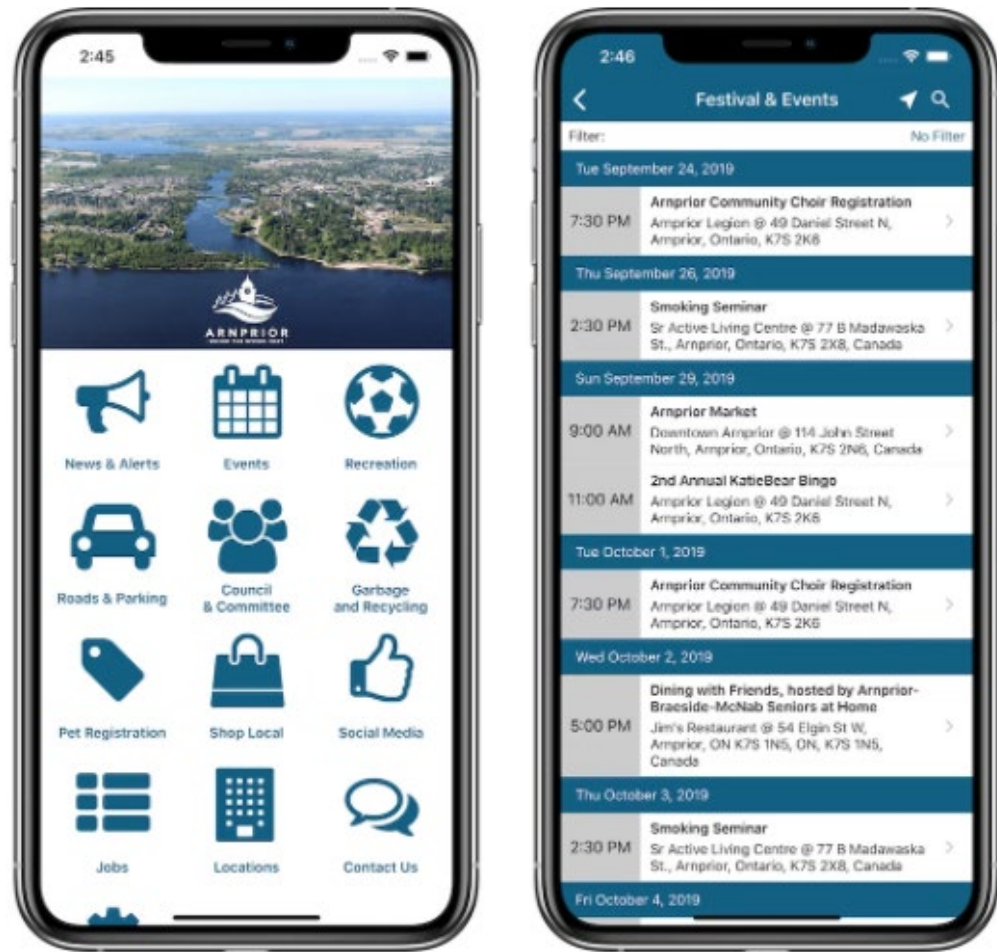 2:45
ARNPRIOR
News & Alerts
Events
Recreation
Roads & Parking
Council
& Committee
Garbage
and Recycling
Pet Registration
Shop Local
Social Media
Jobs
Locations
Contact Us
2:46
Festival & Events
Filter:
No Filter
Tue September 24, 2019
7:30 PM
Arnprior Community Choir Registration
Arnprior Legion @ 49 Daniel Street N,
Arnprior, Ontario, K7S 2K6
Thu September 26, 2019
2:30 PM
Smoking Seminar
Sr Active Living Centre @ 77 B Madawaska
St., Arnprior, Ontario, K7S 2X8, Canada
Sun September 29, 2019
9:00 AM
Arnprior Market
Downtown Arnprior @ 114 John Street
North, Arnprior, Ontario, K7S 2N6, Canada
11:00 AM
2nd Annual KatieBear Bingo
Arnprior Legion @ 49 Daniel Street N,
Arnprior, Ontario, K7S 2K6
Tue October 1, 2019
7:30 PM
Arnprior Community Choir Registration
Arnprior Legion @ 49 Daniel Street N,
Arnprior, Ontario, K7S 2K6
Wed October 2, 2019
5:00 PM
Dining with Friends, hosted by Arnprior-
Braeside-McNab Seniors at Home
Jim's Restaurant @ 54 Elgin St W,
Arnprior, ON K7S 1N5, ON, K7S 1N5,
Canada
Thu October 3, 2019
2:30 PM
Smoking Seminar
Sr Active Living Centre @ 77 B Madawaska
St., Arnprior, Ontario, K7S 2X8, Canada
Fri October 4, 2019